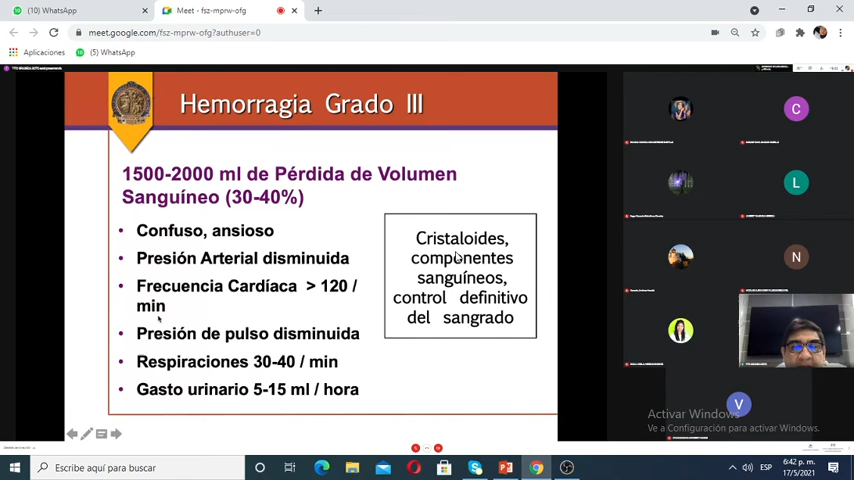 (10) WhatsApp
Meet - fsz-mprw-ofg
meet.google.com/fsz-mprw-ofg?authuser=0
Aplicaciones
(5) WhatsApp
Hemorragia Grado III
1500-2000 ml de Pérdida de Volumen
Sanguíneo (30-40%)
• Confuso, ansioso
• Presión Arterial disminuida
• Frecuencia Cardíaca > 120 /
min
• Presión de pulso disminuida
• Respiraciones 30-40 / min
• Gasto urinario 5-15 ml / hora
Cristaloides,
componentes
sanguíneos,
control definitivo
del sangrado
C
L
N
V
Activar Windows
Ve a Configuración para activar Windows.
Escribe aquí para buscar
ESP
6:42 p. m.
17/5/2021